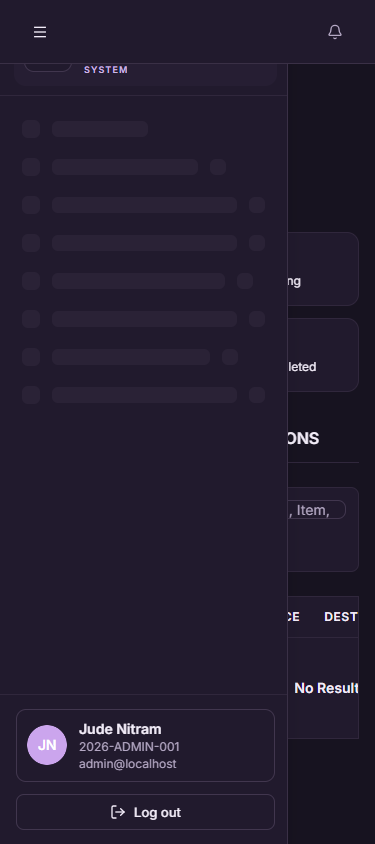 SYSTEM
ng
leted
ONS
, Item,
CE DEST
No Result
JN
Jude Nitram
2026-ADMIN-001
admin@localhost
Log out